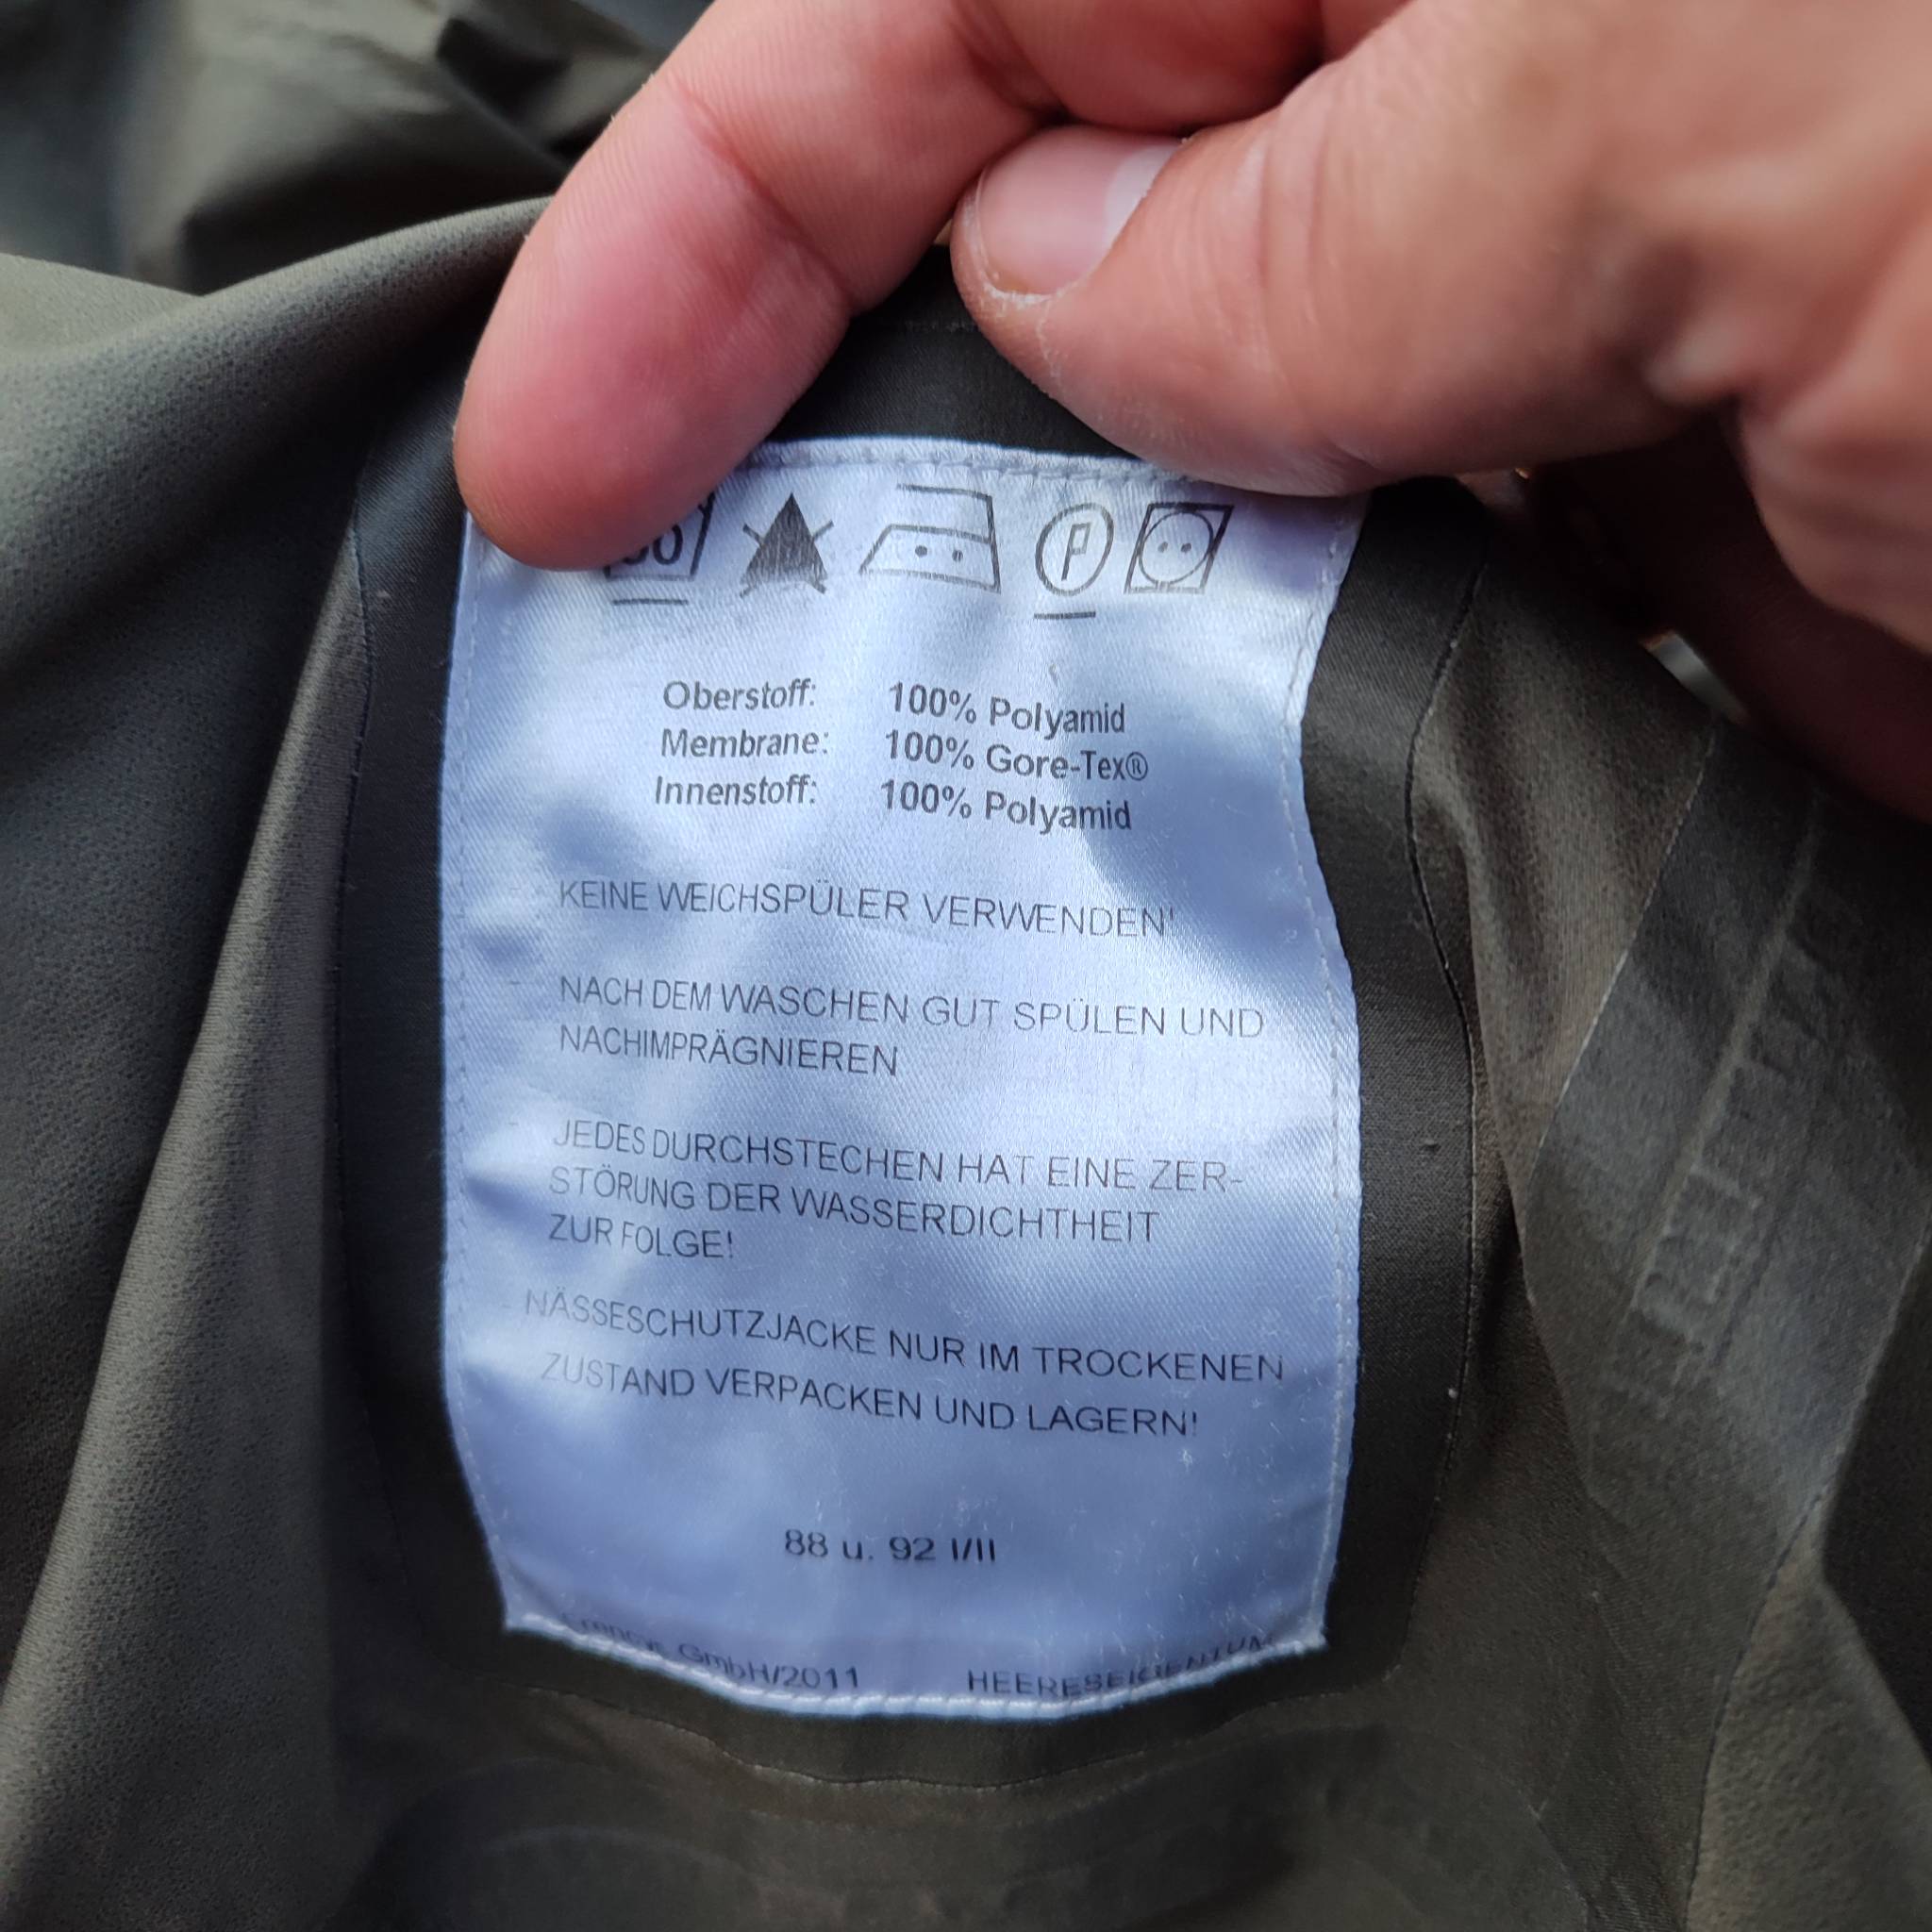 P
Oberstoff: 100% Polyamid
Membrane: 100% Gore-Tex®
Innenstoff: 100% Polyamid
KEINE WEICHSPÜLER VERWENDEN!
NACH DEM WASCHEN GUT SPÜLEN UND
NACHIMPRÄGNIEREN
JEDES DURCHSTECHEN HAT EINE ZER-
STÖRUNG DER WASSERDICHTHEIT
ZUR FOLGE!
NÄSSESCHUTZJACKE NUR IM TROCKENEN
ZUSTAND VERPACKEN UND LAGERN!
88 u. 92 I/II
GmbH/2011 HEERESEIGENTUM